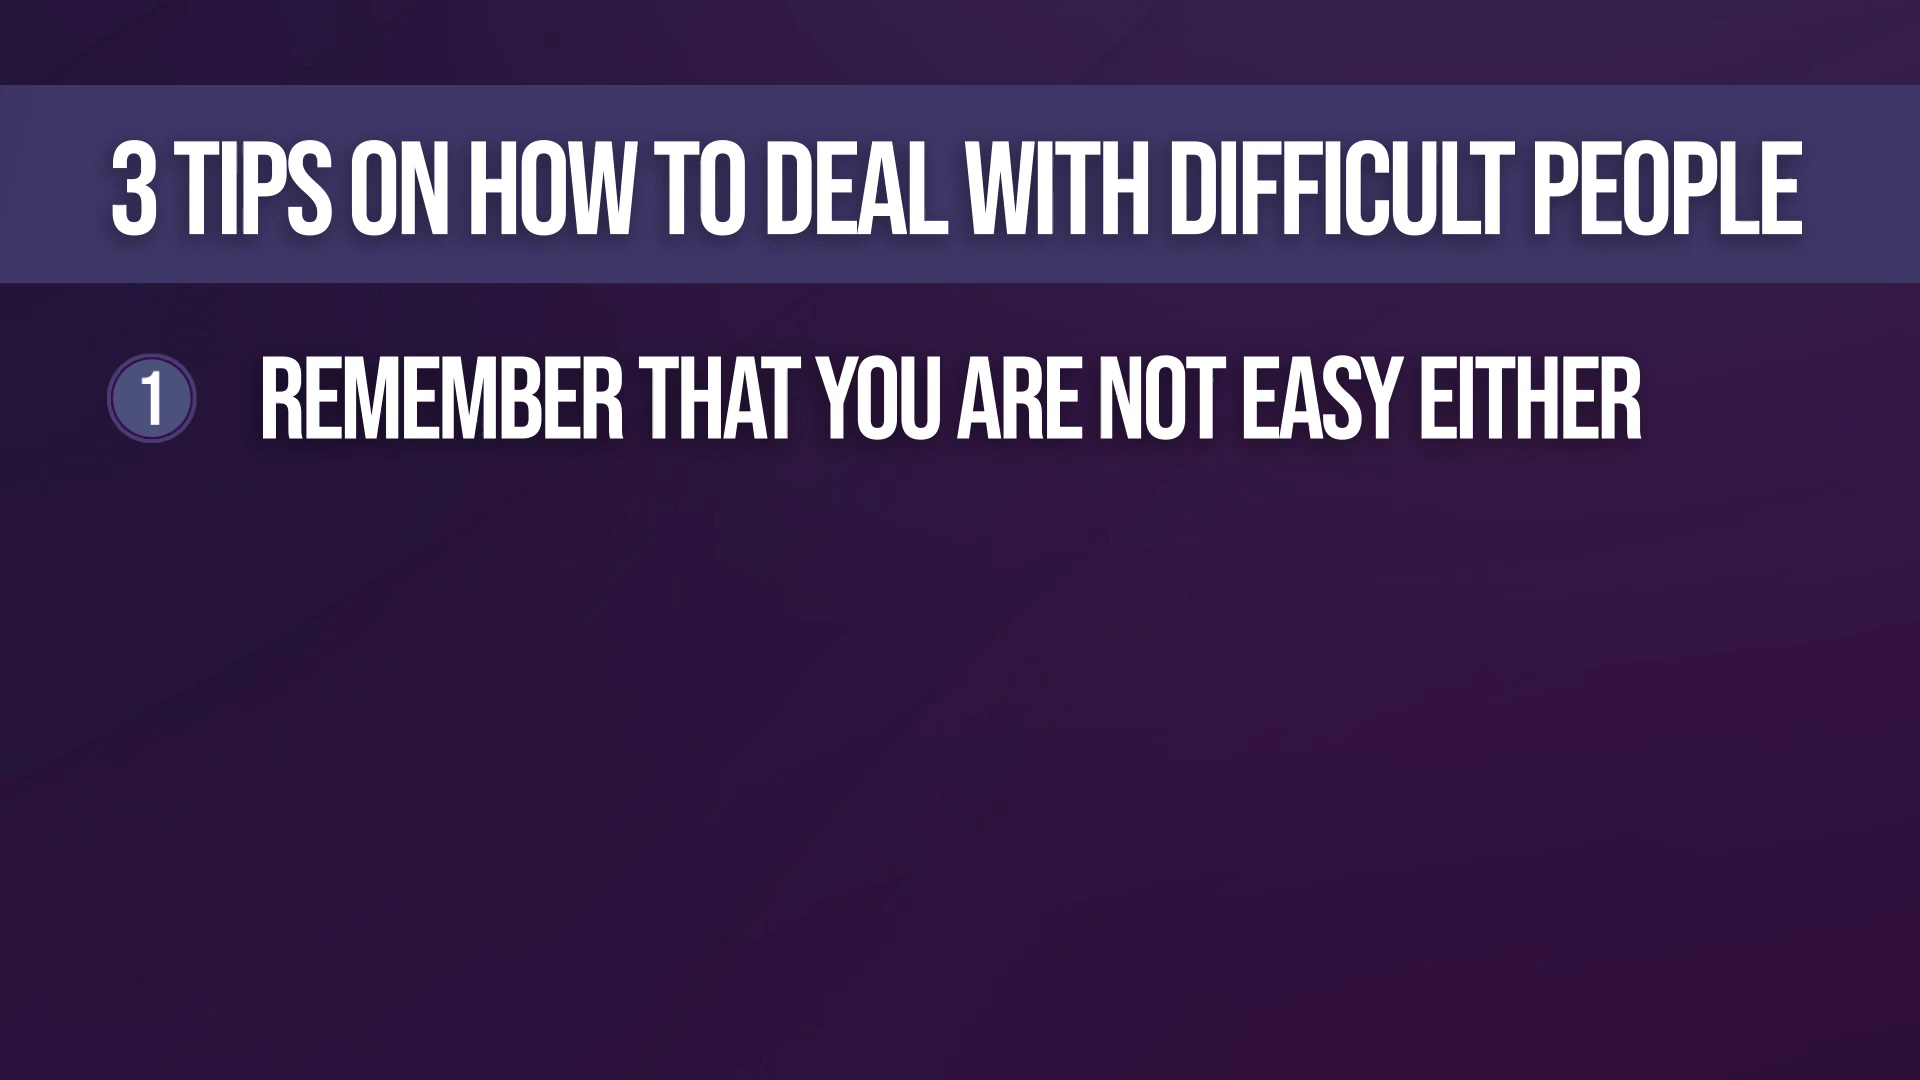 3 TIPS ON HOW TO DEAL WITH DIFFICULT PEOPLE
1 REMEMBER THAT YOU ARE NOT EASY EITHER